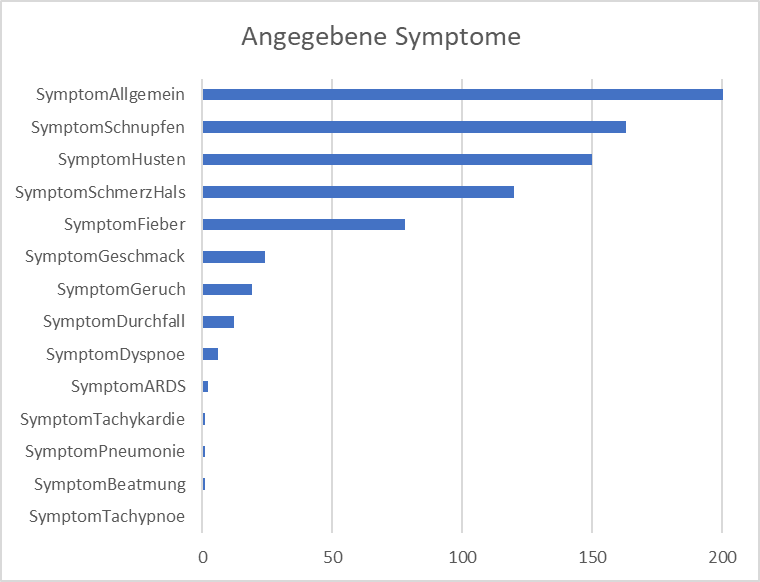 Angegebene Symptome
SymptomAllgemein
SymptomSchnupfen
SymptomHusten
SymptomSchmerzHals
SymptomFieber
SymptomGeschmack
SymptomGeruch
SymptomDurchfall
SymptomDyspnoe
SymptomARDS
SymptomTachykardie
SymptomPneumonie
SymptomBeatmung
SymptomTachypnoe
0 50 100 150 200